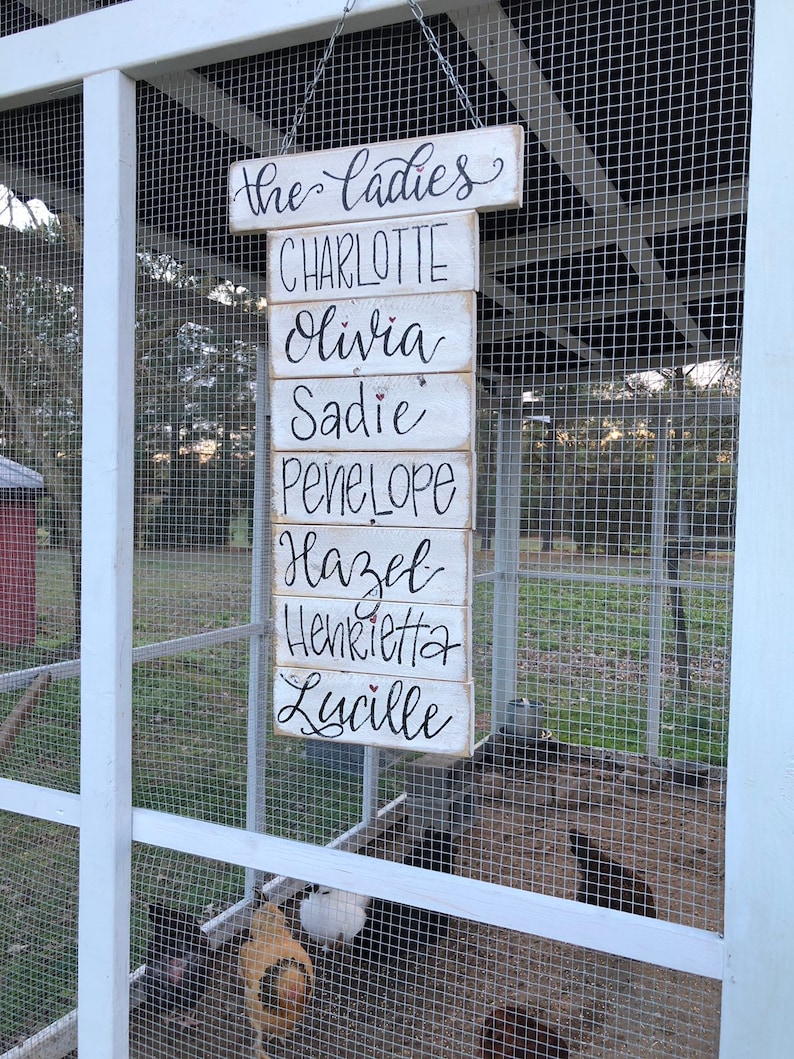 the ladies
CHARLOTTE
Olivia
Sadie
PENELOPE
Hazel
Henrietta
Lucille